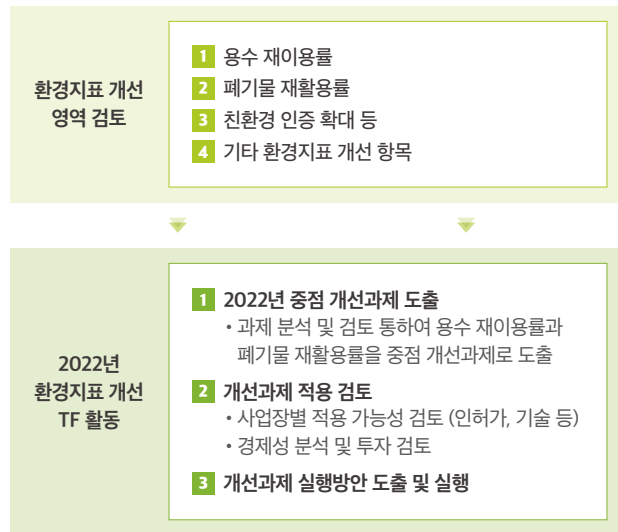 환경지표 개선
영역 검토
1 용수 재이용률
2 폐기물 재활용률
3 친환경 인증 확대 등
4 기타 환경지표 개선 항목
2022년
환경지표 개선
TF 활동
1 2022년 중점 개선과제 도출
• 과제 분석 및 검토 통하여 용수 재이용률과
폐기물 재활용률을 중점 개선과제로 도출
2 개선과제 적용 검토
• 사업장별 적용 가능성 검토 (인허가, 기술 등)
• 경제성 분석 및 투자 검토
3 개선과제 실행방안 도출 및 실행